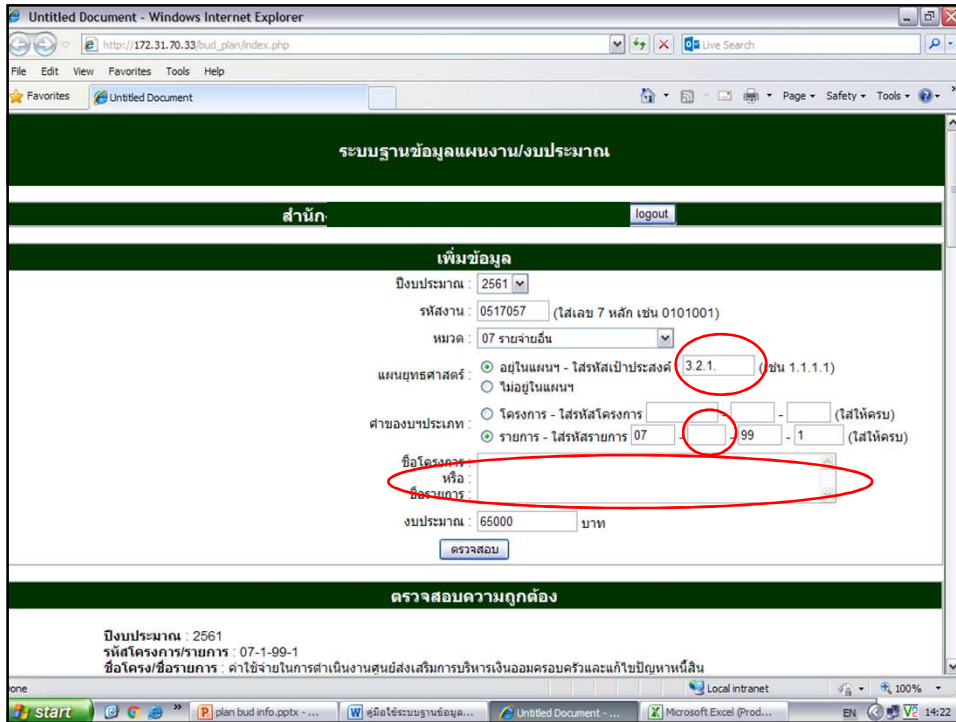 Untitled Document - Windows Internet Explorer
http://172.31.70.33/bud_plan/index.php
Live Search
File Edit View Favorites Tools Help
Favorites Untitled Document Page Safety Tools
ระบบฐานข้อมูลแผนงาน/งบประมาณ
สำนัก logout
เพิ่มข้อมูล
ปีงบประมาณ : 2561
รหัสงาน : 0517057 (ใส่เลข 7 หลัก เช่น 0101001)
หมวด : 07 รายจ่ายอื่น
แผนยุทธศาสตร์ : อยู่ในแผนฯ - ใส่รหัสเป้าประสงค์ 3.2.1. (เช่น 1.1.1.1)
ไม่อยู่ในแผนฯ
คำของบฯประเภท : โครงการ - ใส่รหัสโครงการ - - (ใส่ให้ครบ)
รายการ - ใส่รหัสรายการ 07 - - 99 - 1 (ใส่ให้ครบ)
ชื่อโครงการ :
หรือ :
ชื่อรายการ :
งบประมาณ : 65000 บาท
ตรวจสอบ
ตรวจสอบความถูกต้อง
ปีงบประมาณ : 2561
รหัสโครงการ/รายการ : 07-1-99-1
ชื่อโครง/ชื่อรายการ : ค่าใช้จ่ายในการดำเนินงานศูนย์ส่งเสริมการบริหารเงินออมครอบครัวและแก้ไขปัญหาหนี้สิน
one Local intranet 100%
start plan bud info.pptx - ... คู่มือใช้ระบบฐานข้อมูล... Untitled Document - ... Microsoft Excel (Prod... EN 14:22